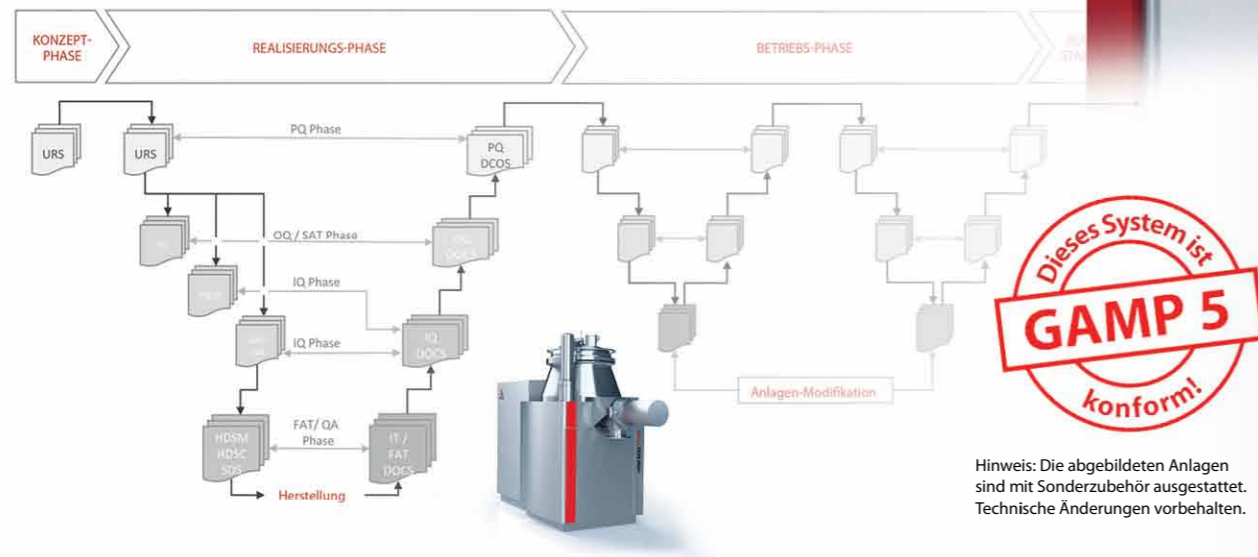 KONZEPT-
PHASE
REALISIERUNGS-PHASE
BETRIEBS-PHASE
URS
URS
PQ Phase
PQ
DCOS
OQ / SAT Phase
DOCS
IQ Phase
IQ Phase
IQ
DOCS
HDSM
HDSC
SDS
FAT/ QA
Phase
IT /
FAT
DOCS
Herstellung
Anlagen-Modifikation
Dieses System ist
GAMP 5
konform!
Hinweis: Die abgebildeten Anlagen
sind mit Sonderzubehör ausgestattet.
Technische Änderungen vorbehalten.